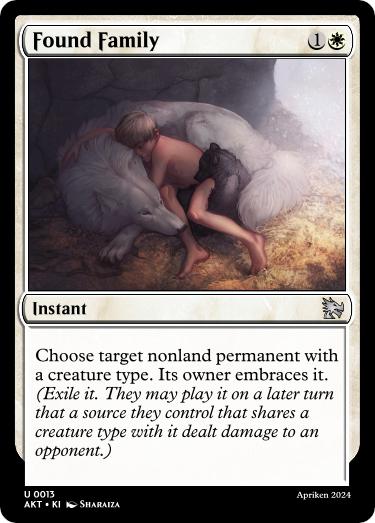 Found Family
1
Instant
Choose target nonland permanent with
a creature type. Its owner embraces it.
(Exile it. They may play it on a later turn
that a source they control that shares a
creature type with it dealt damage to an
opponent.)
U 0013
AKT • KI Sharaiza
Apriken 2024